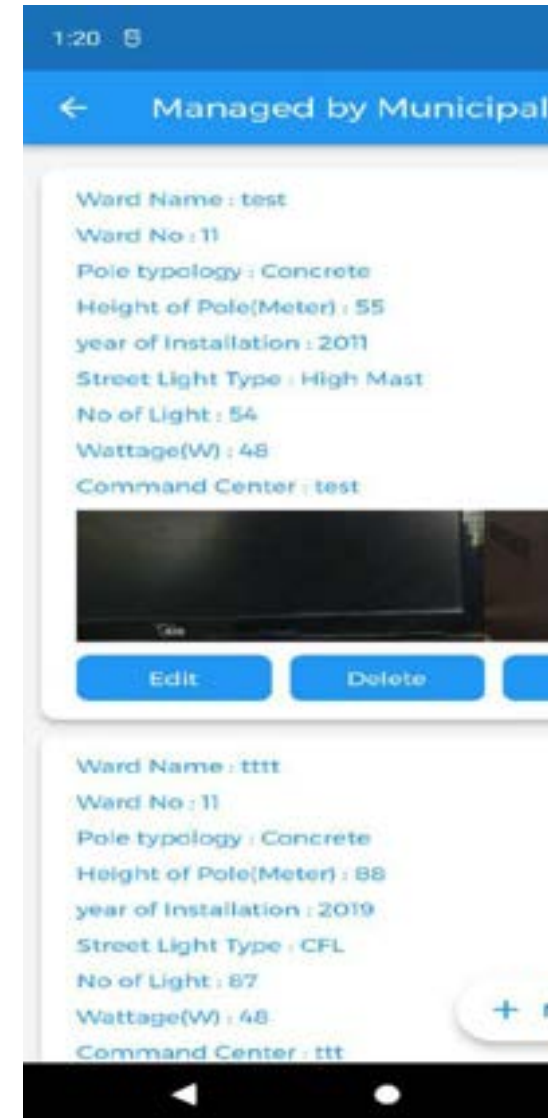 1:20
Managed by Municipal
Ward Name : test
Ward No : 11
Pole typology : Concrete
Height of Pole(Meter) : 55
year of Installation : 2011
Street Light Type : High Mast
No of Light : 54
Wattage(W) : 48
Command Center : test
Edit Delete
Ward Name : tttt
Ward No : 11
Pole typology : Concrete
Height of Pole(Meter) : 88
year of Installation : 2019
Street Light Type : CFL
No of Light : 67
Wattage(W) : 48
+
Command Center : ttt